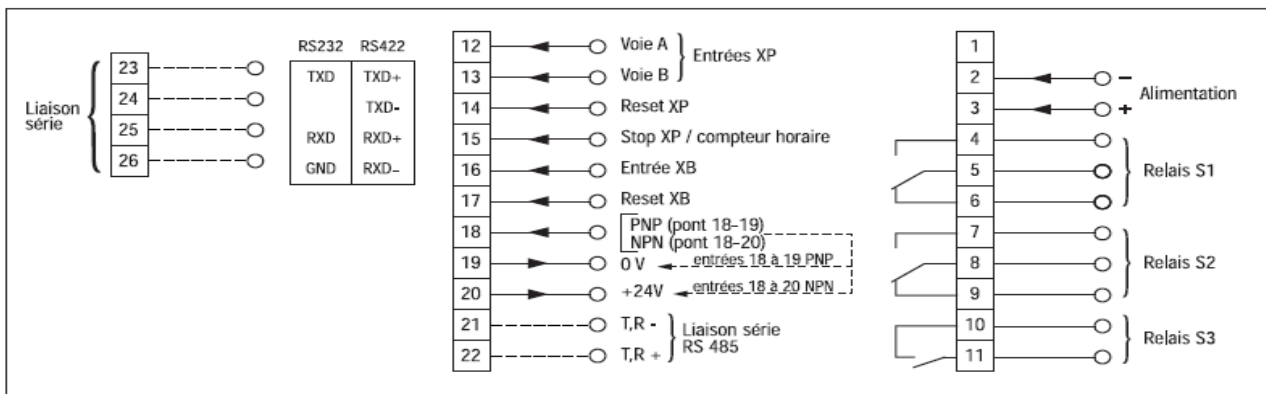 RS232 RS422
Liaison série
23 TXD TXD+
24 TXD-
25 RXD RXD+
26 GND RXD-
12 Voie A
13 Voie B
Entrées XP
14 Reset XP
15 Stop XP / compteur horaire
16 Entrée XB
17 Reset XB
18 PNP (pont 18-19)
NPN (pont 18-20)
19 0 V entrées 18 à 19 PNP
20 +24V entrées 18 à 20 NPN
21 T,R -
22 T,R +
Liaison série
RS 485
1
2 -
3 +
Alimentation
4
5
6
Relais S1
7
8
9
Relais S2
10
11
Relais S3